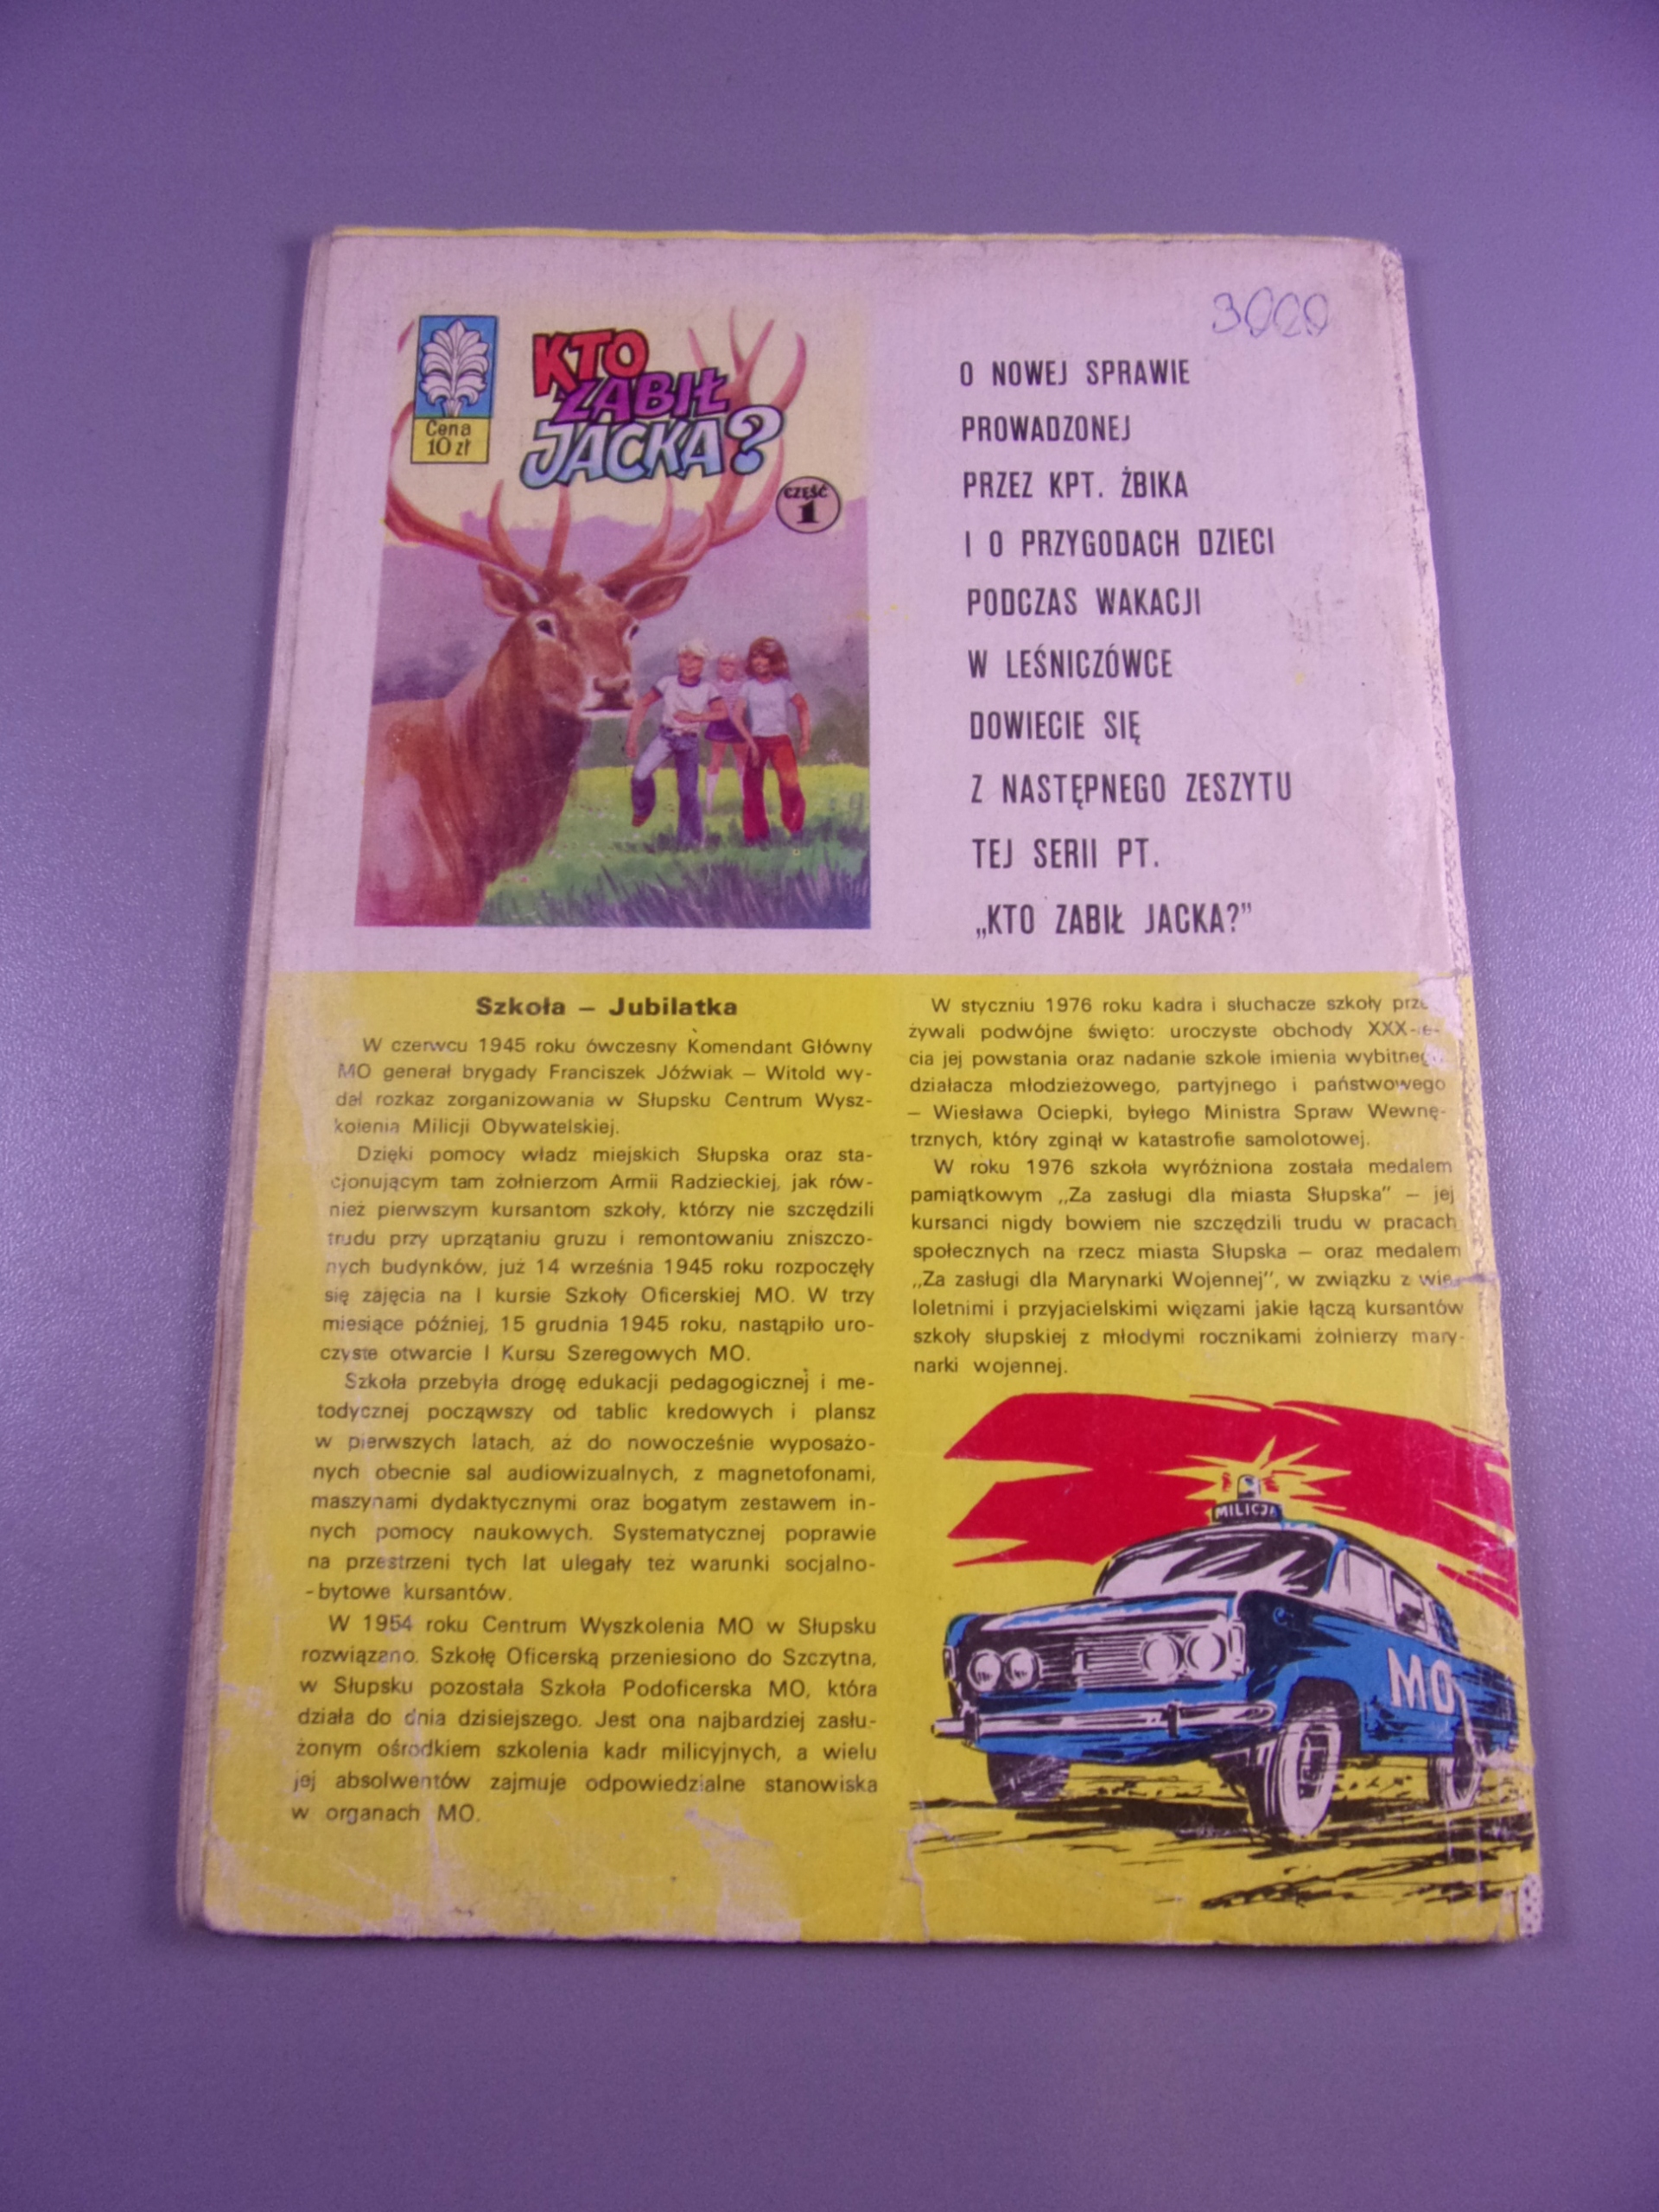 KTO
ZABIŁ
JACKA?
Cena
10 zł
CZĘŚĆ
1
3000
O NOWEJ SPRAWIE
PROWADZONEJ
PRZEZ KPT. ŻBIKA
I O PRZYGODACH DZIECI
PODCZAS WAKACJI
W LEŚNICZÓWCE
DOWIECIE SIĘ
Z NASTĘPNEGO ZESZYTU
TEJ SERII PT.
„KTO ZABIŁ JACKA?”
Szkoła – Jubilatka
W czerwcu 1945 roku ówczesny Komendant Główny
MO generał brygady Franciszek Jóźwiak – Witold wy-
dał rozkaz zorganizowania w Słupsku Centrum Wysz-
kolenia Milicji Obywatelskiej.
Dzięki pomocy władz miejskich Słupska oraz sta-
cjonującym tam żołnierzom Armii Radzieckiej, jak rów-
nież pierwszym kursantom szkoły, którzy nie szczędzili
trudu przy uprzątaniu gruzu i remontowaniu zniszczo-
nych budynków, już 14 września 1945 roku rozpoczęły
się zajęcia na I kursie Szkoły Oficerskiej MO. W trzy
miesiące później, 15 grudnia 1945 roku, nastąpiło uro-
czyste otwarcie I Kursu Szeregowych MO.
Szkoła przebyła drogę edukacji pedagogicznej i me-
todycznej począwszy od tablic kredowych i plansz
w pierwszych latach, aż do nowocześnie wyposażo-
nych obecnie sal audiowizualnych, z magnetofonami,
maszynami dydaktycznymi oraz bogatym zestawem in-
nych pomocy naukowych. Systematycznej poprawie
na przestrzeni tych lat ulegały też warunki socjalno-
-bytowe kursantów.
W 1954 roku Centrum Wyszkolenia MO w Słupsku
rozwiązano. Szkołę Oficerską przeniesiono do Szczytna,
w Słupsku pozostała Szkoła Podoficerska MO, która
działa do dnia dzisiejszego. Jest ona najbardziej zasłu-
żonym ośrodkiem szkolenia kadr milicyjnych, a wielu
jej absolwentów zajmuje odpowiedzialne stanowiska
w organach MO.
W styczniu 1976 roku kadra i słuchacze szkoły prze-
żywali podwójne święto: uroczyste obchody XXX-le-
cia jej powstania oraz nadanie szkole imienia wybitnego
działacza młodzieżowego, partyjnego i państwowego
– Wiesława Ociepki, byłego Ministra Spraw Wewnę-
trznych, który zginął w katastrofie samolotowej.
W roku 1976 szkoła wyróżniona została medalem
pamiątkowym „Za zasługi dla miasta Słupska” – jej
kursanci nigdy bowiem nie szczędzili trudu w pracach
społecznych na rzecz miasta Słupska – oraz medalem
„Za zasługi dla Marynarki Wojennej”, w związku z wie-
loletnimi i przyjacielskimi więzami jakie łączą kursantów
szkoły słupskiej z młodymi rocznikami żołnierzy mary-
narki wojennej.
MILICJA
MO